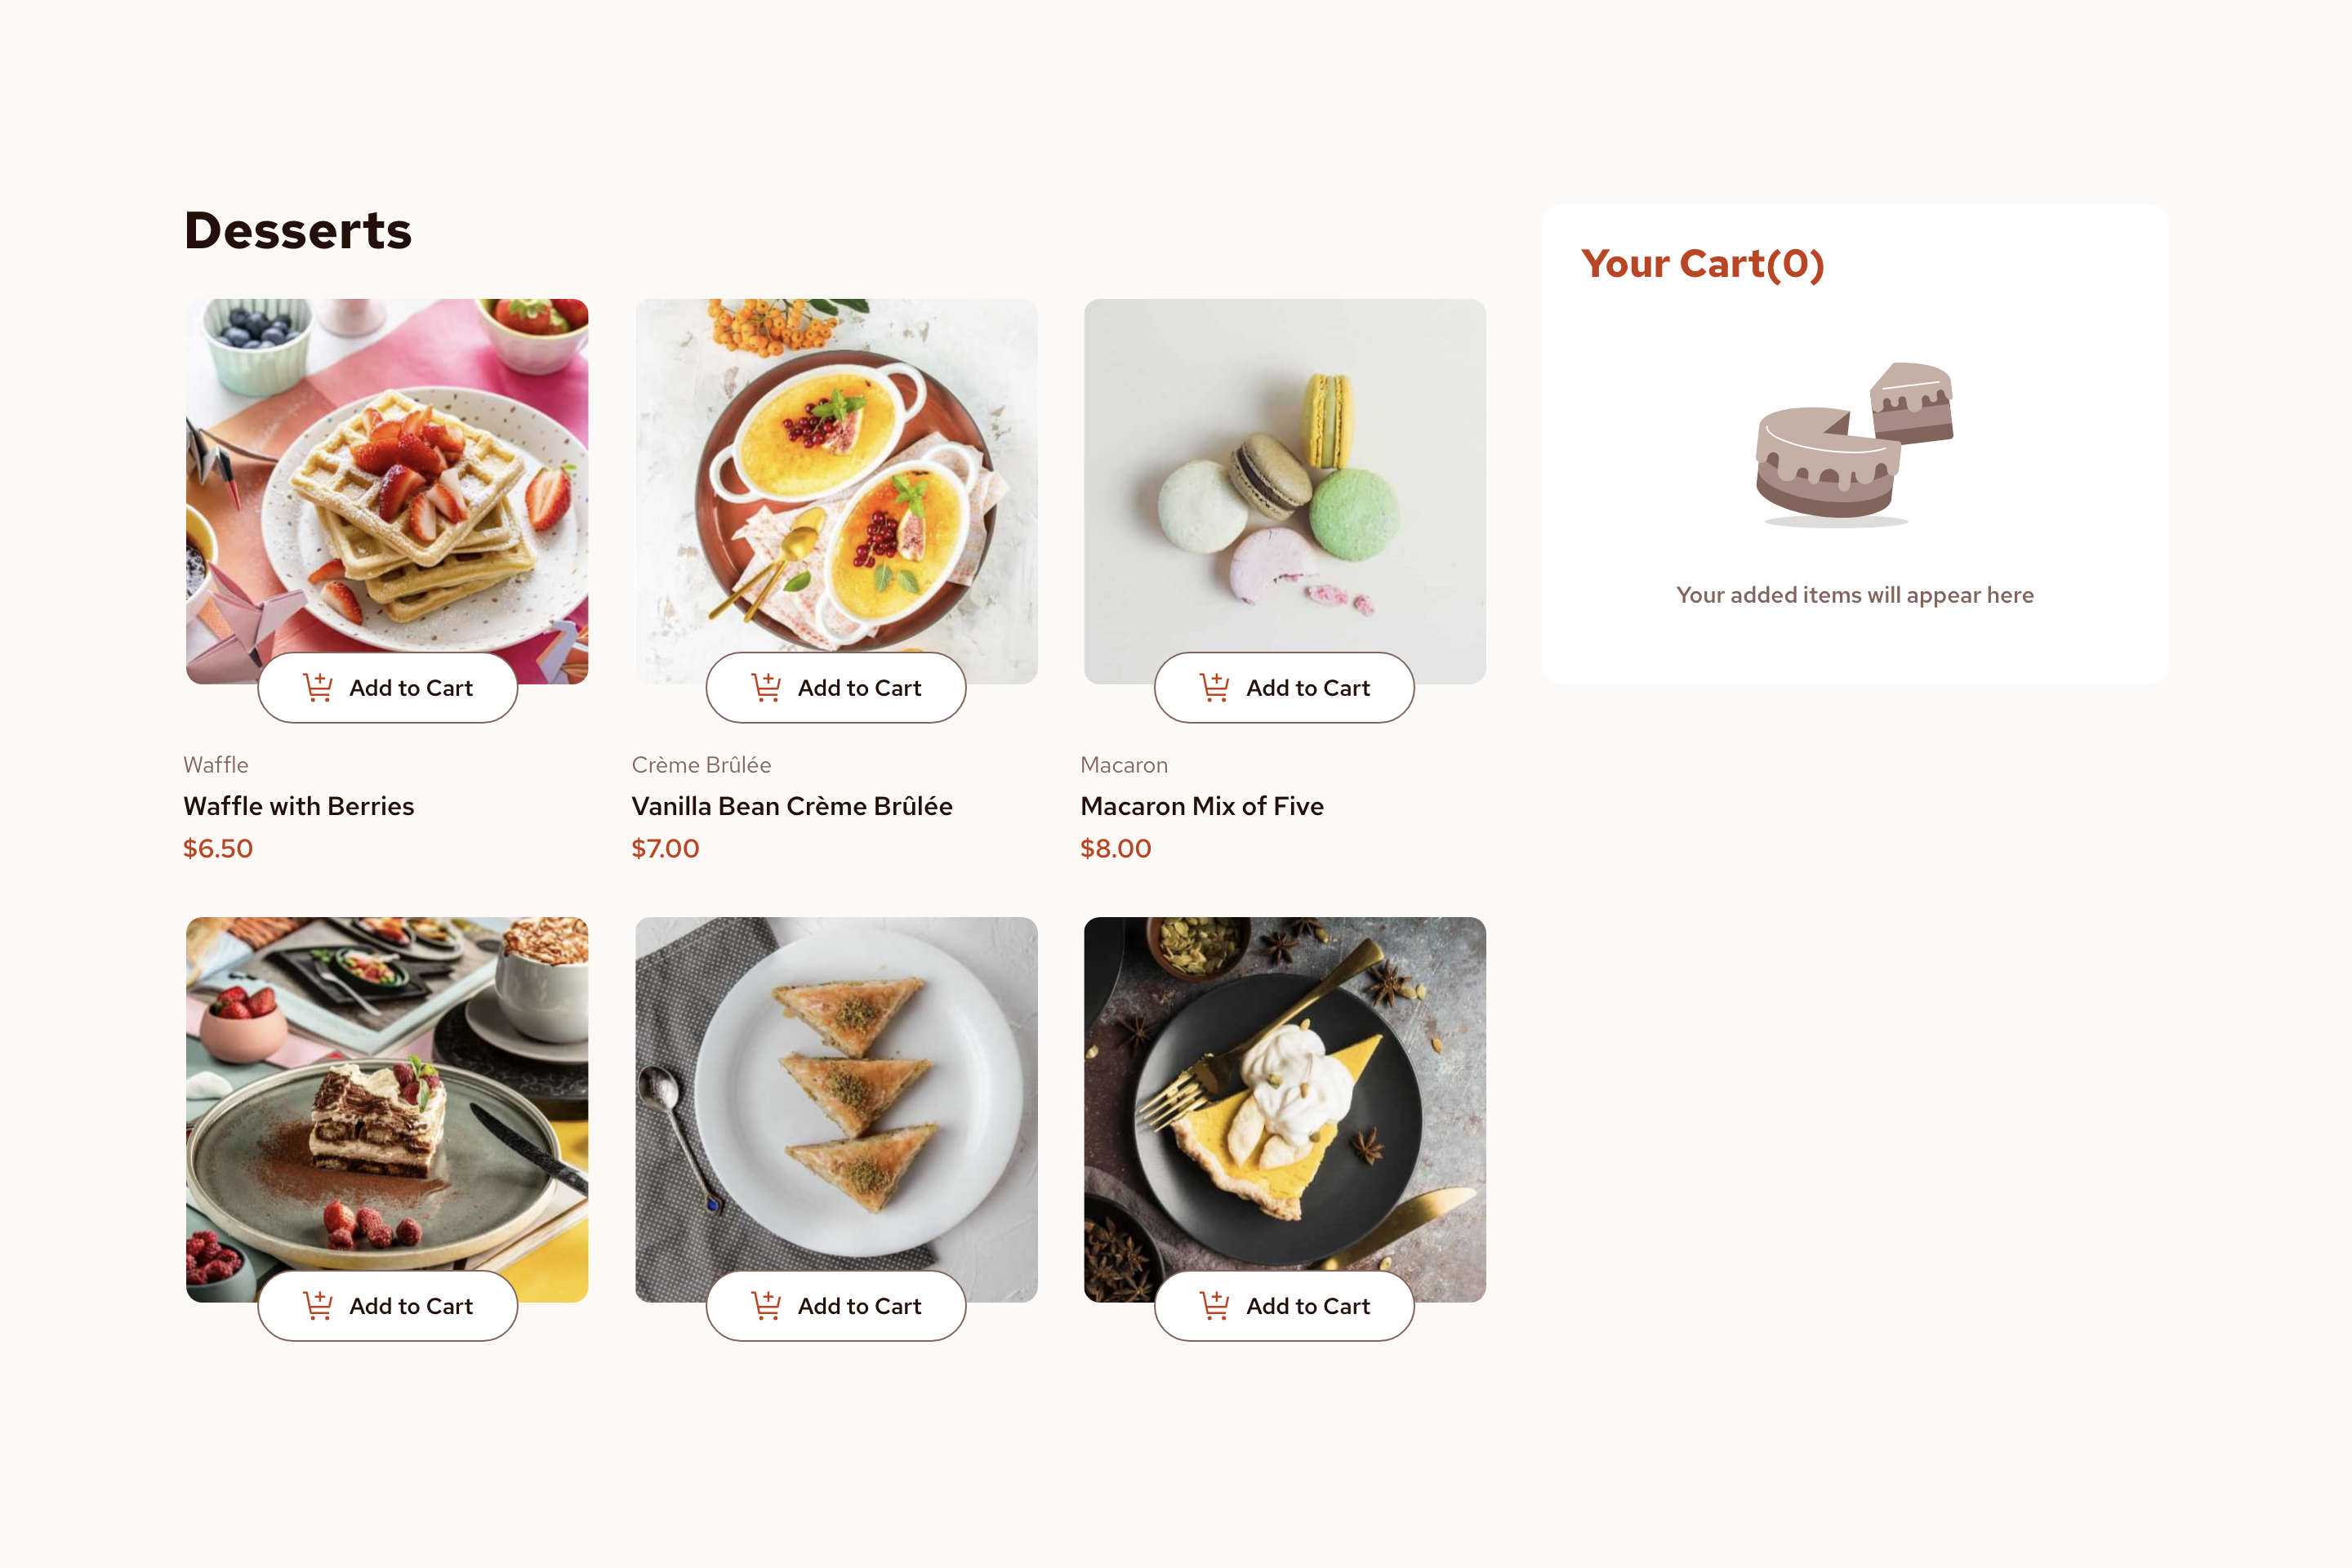 Desserts
Your Cart(0)
Your added items will appear here
Add to Cart
Add to Cart
Add to Cart
Waffle
Waffle with Berries
$6.50
Crème Brûlée
Vanilla Bean Crème Brûlée
$7.00
Macaron
Macaron Mix of Five
$8.00
Add to Cart
Add to Cart
Add to Cart